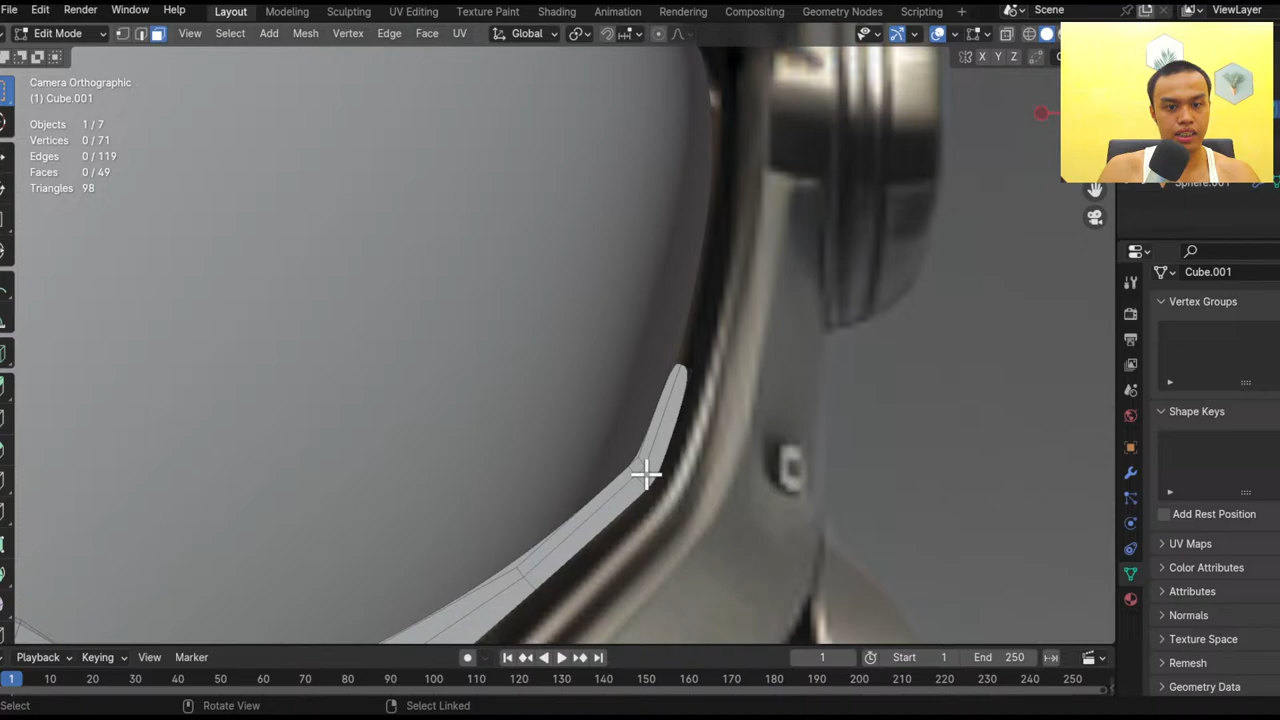 File Edit Render Window Help Layout Modeling Sculpting UV Editing Texture Paint Shading Animation Rendering Compositing Geometry Nodes Scripting + Scene ViewLayer
Edit Mode View Select Add Mesh Vertex Edge Face UV Global
X Y Z
Camera Orthographic
(1) Cube.001
Objects 1 / 7
Vertices 0 / 71
Edges 0 / 119
Faces 0 / 49
Triangles 98
Sphere.001
Cube.001
Vertex Groups
Shape Keys
Add Rest Position
UV Maps
Color Attributes
Attributes
Normals
Texture Space
Remesh
Geometry Data
Playback Keying View Marker 1 Start 1 End 250
1 10 20 30 40 50 60 70 80 90 100 110 120 130 140 150 160 170 180 190 200 210 220 230 240 250
Select Rotate View Select Linked